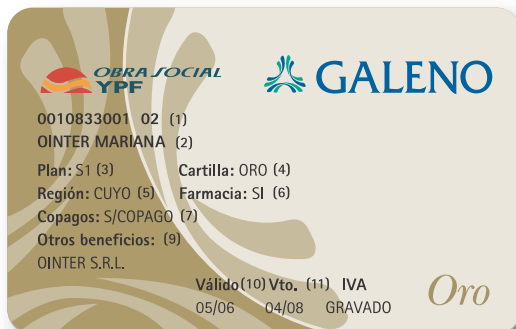 OBRA SOCIAL
YPF
GALENO
0010833001 02 (1)
OINTER MARIANA (2)
Plan: S1 (3) Cartilla: ORO (4)
Región: CUYO (5) Farmacia: SI (6)
Copagos: S/COPAGO (7)
Otros beneficios: (9)
OINTER S.R.L.
Válido (10) Vto. (11) IVA
05/06 04/08 GRAVADO
Oro